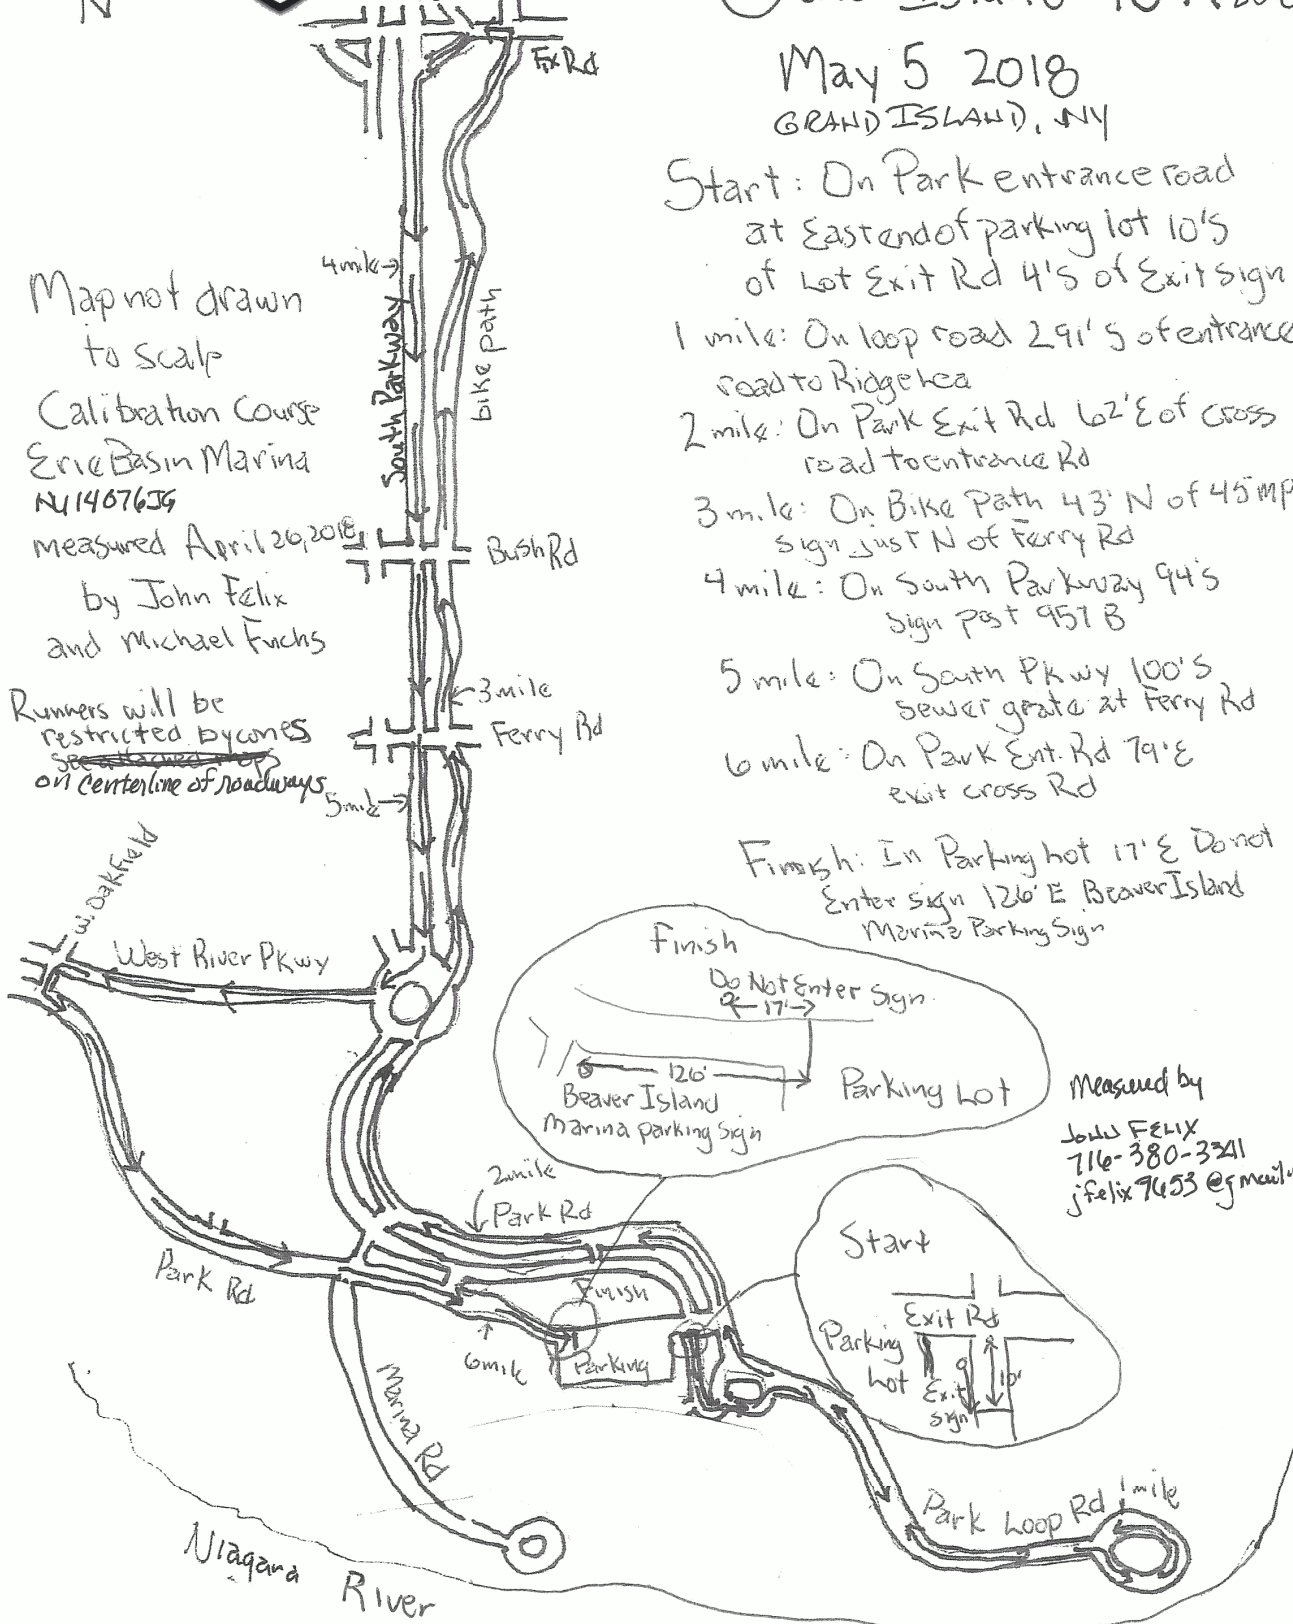 N
Island
May 5 2018
GRAND ISLAND, NY
Start: On Park entrance road
at East end of parking lot 10'S
of Lot Exit Rd 4'S of Exit sign
1 mile: On loop road 291' S of entrance
road to Ridge Lea
2 mile: On Park Exit Rd 62' E of cross
road to entrance Rd
3 mile: On Bike Path 43' N of 45 mp
sign just N of Ferry Rd
4 mile: On South Parkway 94's
sign post 957 B
5 mile: On South Pkwy 100's
sewer grate at Ferry Rd
6 mile: On Park Ent. Rd 79'E
exit cross Rd
Finish: In Parking Lot 17' E Do not
Enter sign 126' E Beaver Island
Marina Parking Sign
Map not drawn
to scale
Calibration Course
Erie Basin Marina
NY14076JG
measured April 26, 2018
by John Felix
and Michael Fuchs
Runners will be
restricted by cones
see attached maps
on centerline of roadways
Fix Rd
4 mile
South Parkway
bike path
Bush Rd
3 mile
Ferry Rd
5 mile
W. Oakfield
West River Pkwy
Finish
Do Not Enter Sign
17'
126'
Beaver Island
Marina parking Sign
Parking Lot
Measured by
JOHN FELIX
716-380-3341
jfelix9653@gmail
2 mile
Park Rd
Park Rd
Finish
6 mile
Parking
Start
Exit Rd
Parking
Lot
Exit
sign
10'
Marina Rd
Park Loop Rd
1 mile
Niagara River